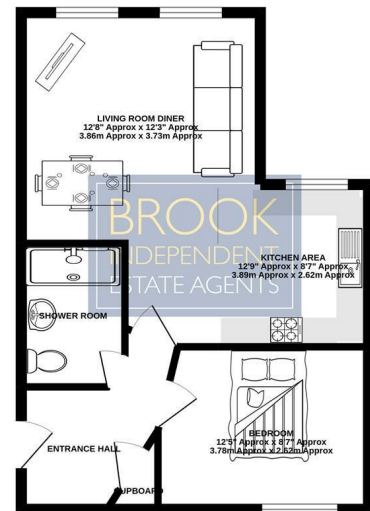 LIVING ROOM DINER
12'8" Approx x 12'3" Approx
3.86m Approx x 3.73m Approx
BROOK
INDEPENDENT
ESTATE AGENTS
KITCHEN AREA
12'9" Approx x 8'7" Approx
3.89m Approx x 2.62m Approx
SHOWER ROOM
BEDROOM
12'5" Approx x 8'7" Approx
3.78m Approx x 2.62m Approx
ENTRANCE HALL
CUPBOARD